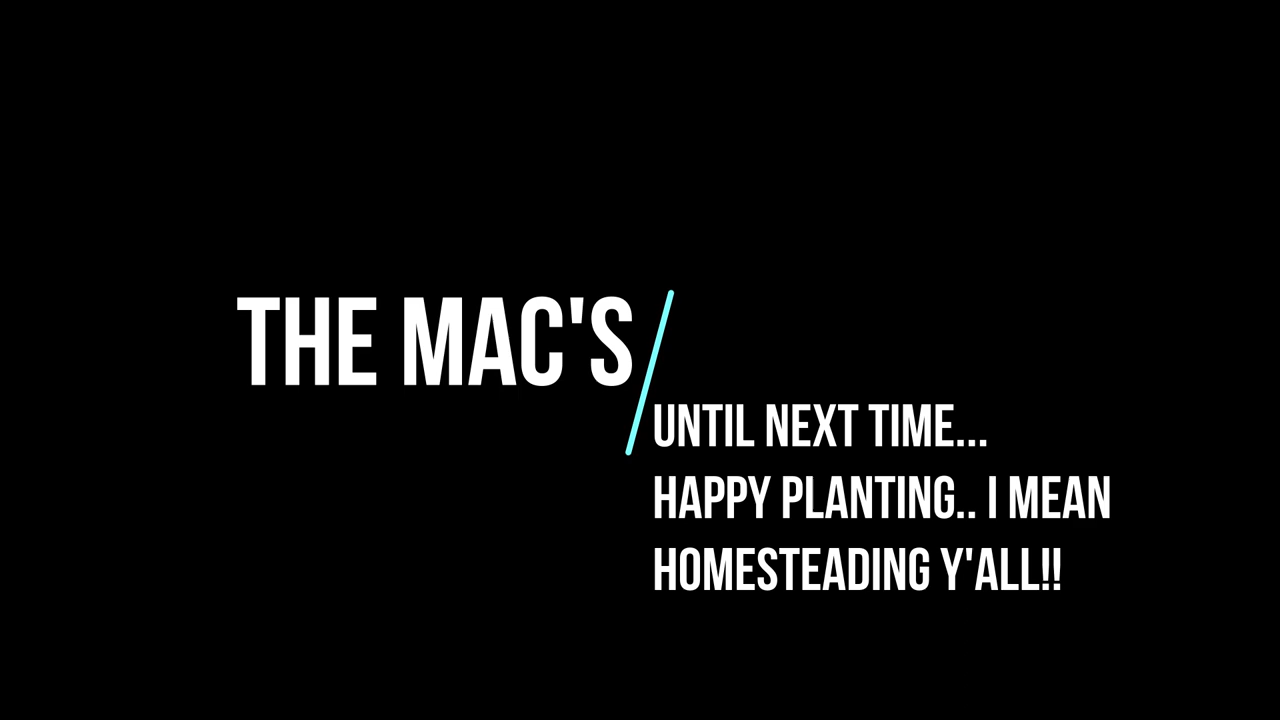 THE MAC'S
UNTIL NEXT TIME...
HAPPY PLANTING.. I MEAN
HOMESTEADING Y'ALL!!